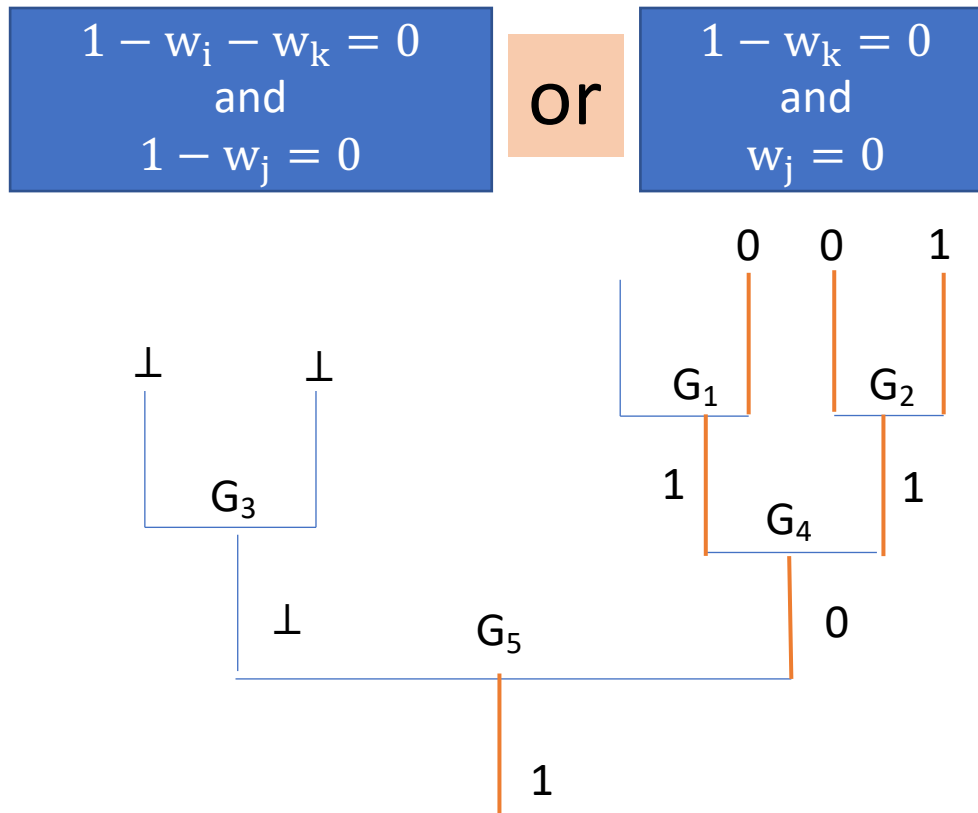 1 − wᵢ − wₖ = 0
and
1 − wⱼ = 0
or
1 − wₖ = 0
and
wⱼ = 0
0 0 1
⊥ ⊥
G₁ G₂
G₃
1 1
G₄
⊥
G₅
0
1